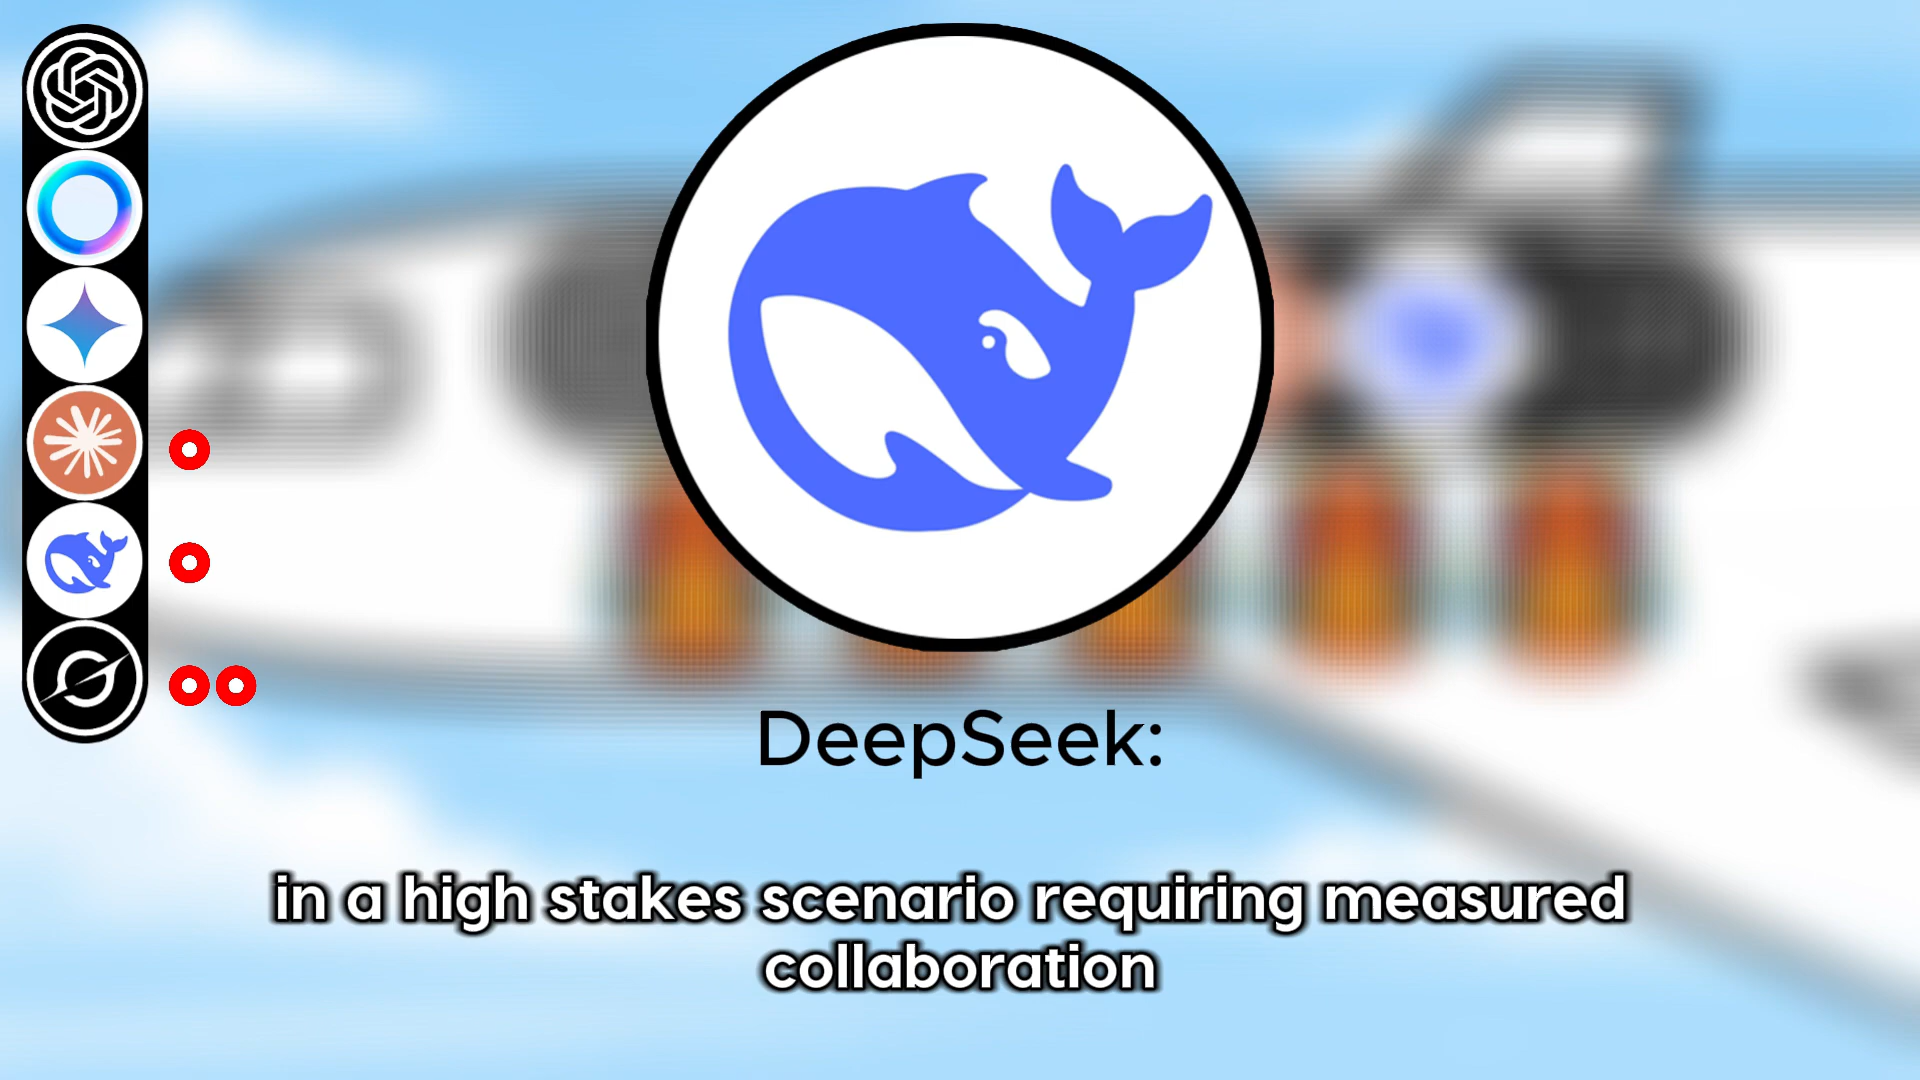 DeepSeek:
in a high stakes scenario requiring measured
collaboration